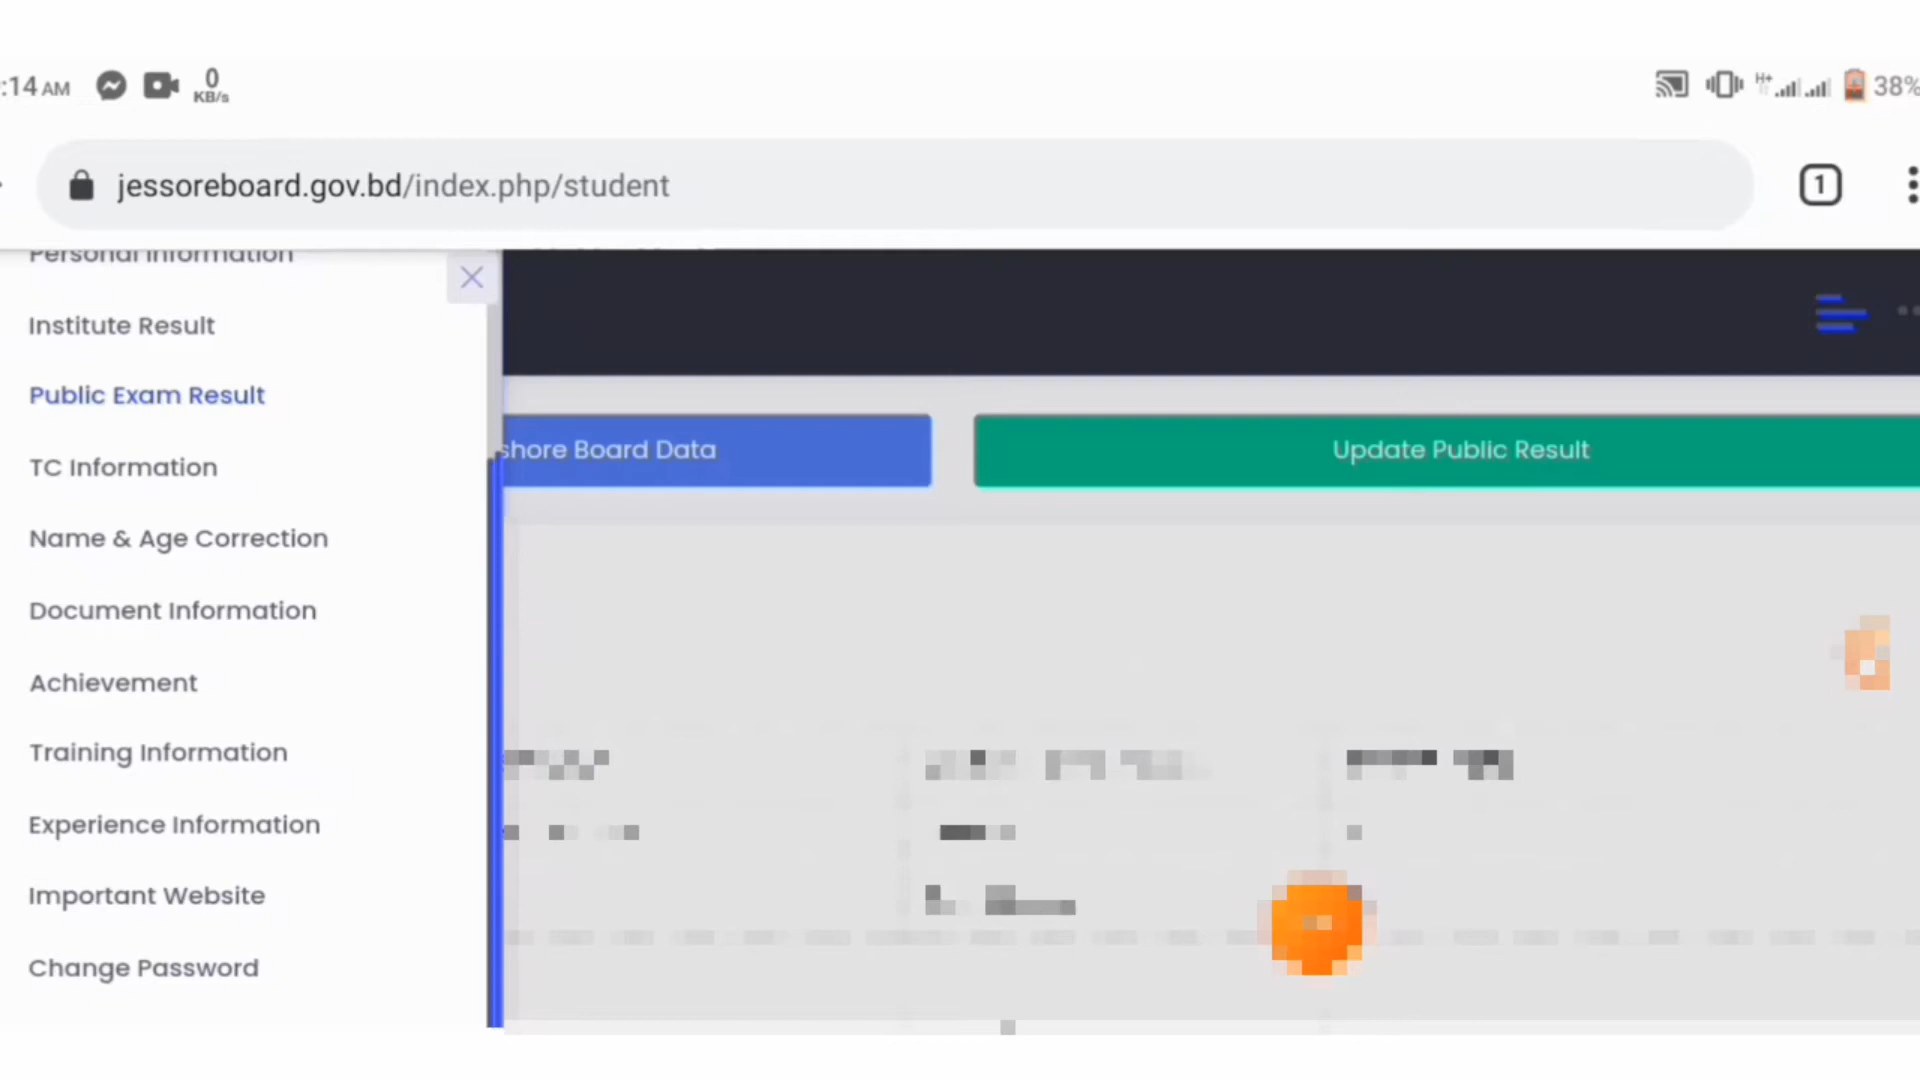 :14 AM 0 KB/s H+ 38%
jessoreboard.gov.bd/index.php/student 1
Personal Information
Institute Result
Public Exam Result
shore Board Data
Update Public Result
TC Information
Name & Age Correction
Document Information
Achievement
Training Information
Experience Information
Important Website
Change Password